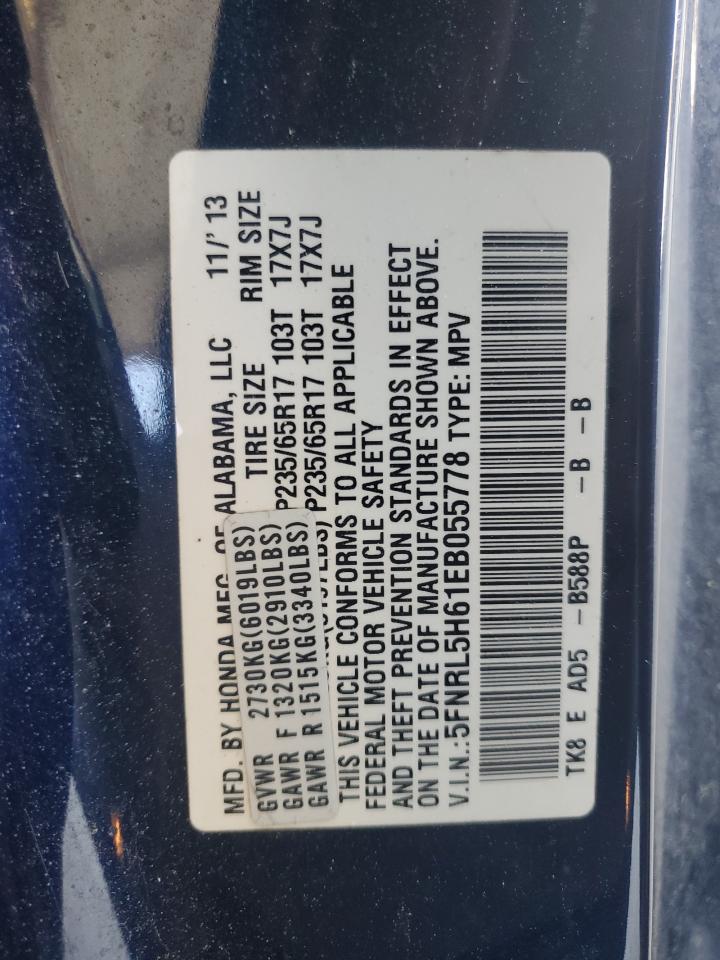 MFD. BY HONDA MFG. OF ALABAMA, LLC 11/'13
TIRE SIZE RIM SIZE
GVWR 2730KG(6019LBS)
GAWR F 1320KG(2910LBS) P235/65R17 103T 17X7J
GAWR R 1515KG(3340LBS) P235/65R17 103T 17X7J
THIS VEHICLE CONFORMS TO ALL APPLICABLE
FEDERAL MOTOR VEHICLE SAFETY
AND THEFT PREVENTION STANDARDS IN EFFECT
ON THE DATE OF MANUFACTURE SHOWN ABOVE.
V.I.N.:5FNRL5H61EB055778 TYPE: MPV
TK8 E AD5 -B588P -B -B